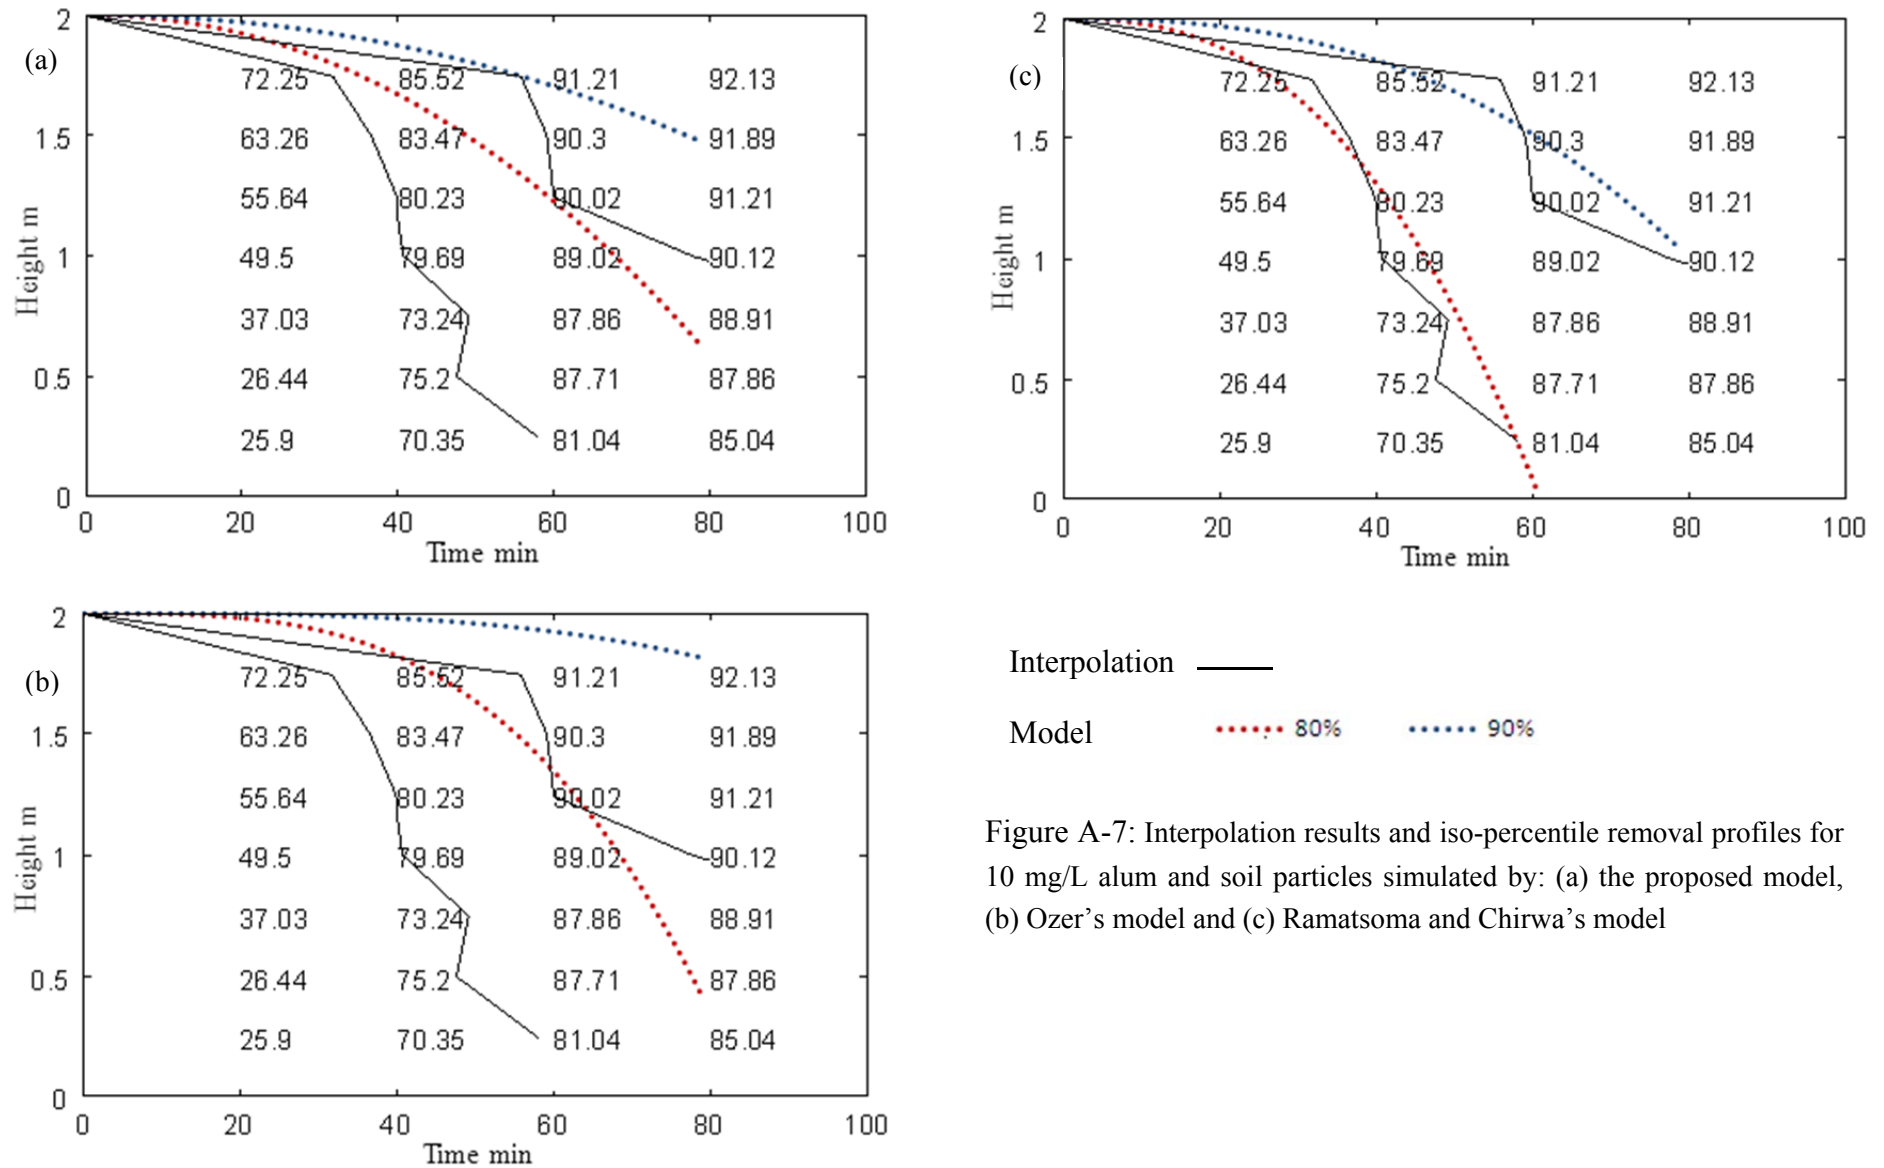 (a)
2
1.5
1
0.5
0
Height m
72.25 85.52 91.21 92.13
63.26 83.47 90.3 91.89
55.64 80.23 90.02 91.21
49.5 79.69 89.02 90.12
37.03 73.24 87.86 88.91
26.44 75.2 87.71 87.86
25.9 70.35 81.04 85.04
0 20 40 60 80 100
Time min
(c)
2
1.5
1
0.5
0
Height m
72.25 85.52 91.21 92.13
63.26 83.47 90.3 91.89
55.64 80.23 90.02 91.21
49.5 79.69 89.02 90.12
37.03 73.24 87.86 88.91
26.44 75.2 87.71 87.86
25.9 70.35 81.04 85.04
0 20 40 60 80 100
Time min
(b)
2
1.5
1
0.5
0
Height m
72.25 85.52 91.21 92.13
63.26 83.47 90.3 91.89
55.64 80.23 90.02 91.21
49.5 79.69 89.02 90.12
37.03 73.24 87.86 88.91
26.44 75.2 87.71 87.86
25.9 70.35 81.04 85.04
0 20 40 60 80 100
Time min
Interpolation
Model 80% 90%
Figure A-7: Interpolation results and iso-percentile removal profiles for
10 mg/L alum and soil particles simulated by: (a) the proposed model,
(b) Ozer’s model and (c) Ramatsoma and Chirwa’s model